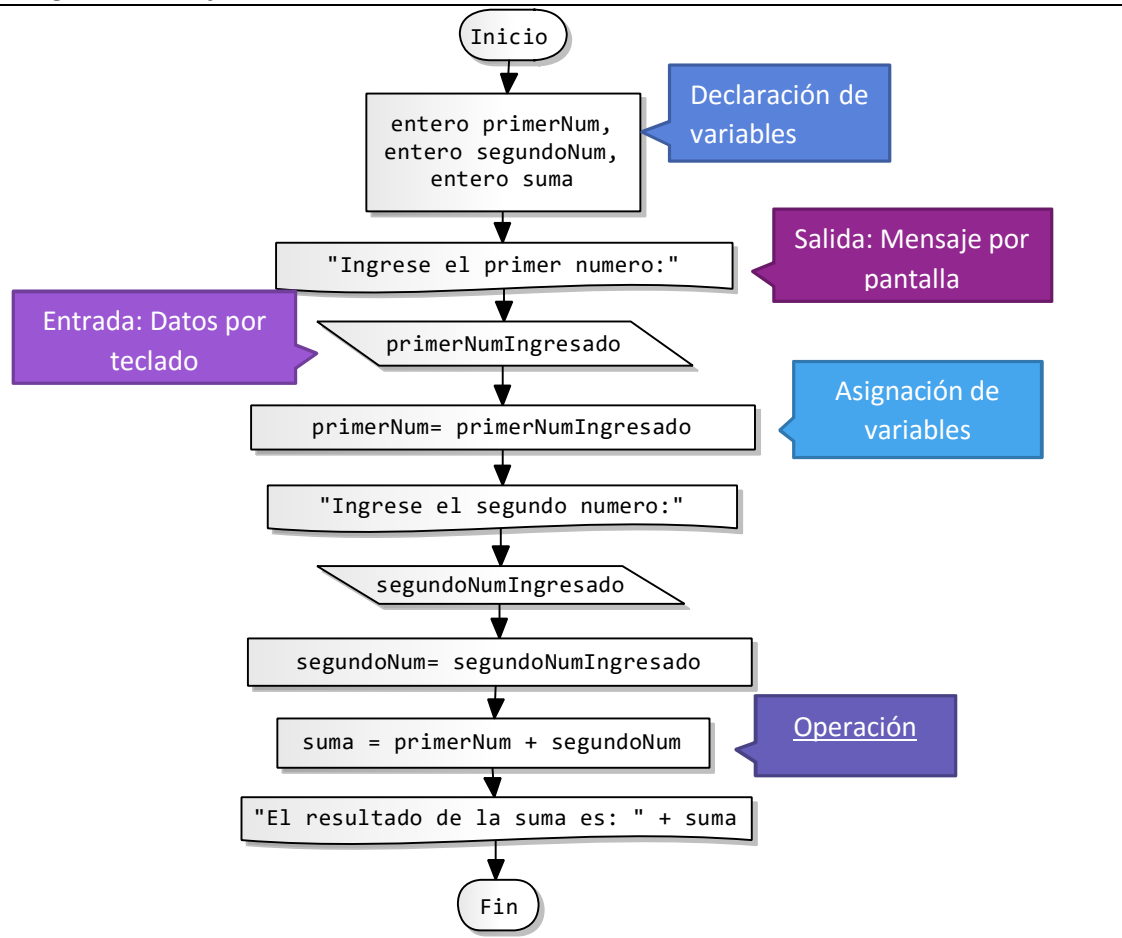 Inicio
Declaración de
variables
entero primerNum,
entero segundoNum,
entero suma
Salida: Mensaje por
pantalla
"Ingrese el primer numero:"
Entrada: Datos por
teclado
primerNumIngresado
Asignación de
variables
primerNum= primerNumIngresado
"Ingrese el segundo numero:"
segundoNumIngresado
segundoNum= segundoNumIngresado
Operación
suma = primerNum + segundoNum
"El resultado de la suma es: " + suma
Fin